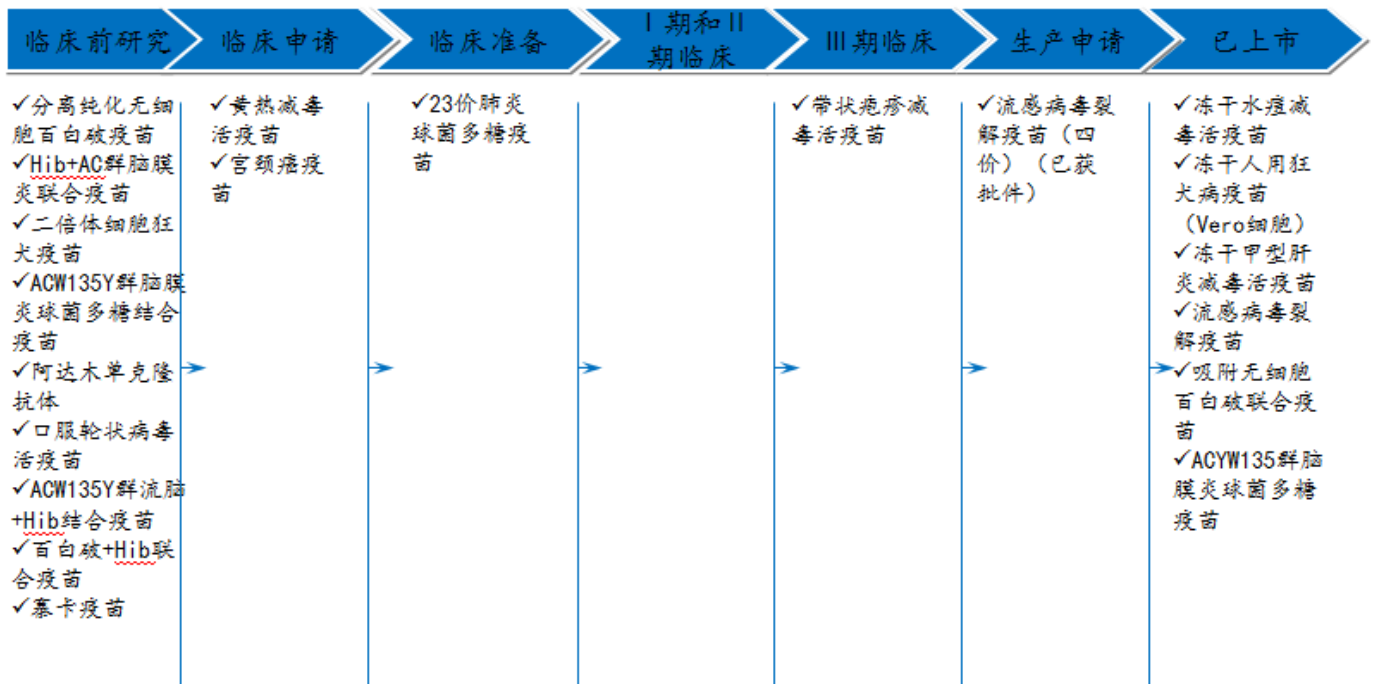 临床前研究
临床申请
临床准备
Ⅰ期和Ⅱ
期临床
Ⅲ期临床
生产申请
已上市
✓分离纯化无细
胞百白破疫苗
✓Hib+AC群脑膜
炎联合疫苗
✓二倍体细胞狂
犬疫苗
✓ACW135Y群脑膜
炎球菌多糖结合
疫苗
✓阿达木单克隆
抗体
✓口服轮状病毒
活疫苗
✓ACW135Y群流脑
+Hib结合疫苗
✓百白破+Hib联
合疫苗
✓寨卡疫苗
✓黄热减毒
活疫苗
✓宫颈癌疫
苗
✓23价肺炎
球菌多糖疫
苗
✓带状疱疹减
毒活疫苗
✓流感病毒裂
解疫苗（四
价）（已获
批件）
✓冻干水痘减
毒活疫苗
✓冻干人用狂
犬病疫苗
（Vero细胞）
✓冻干甲型肝
炎减毒活疫苗
✓流感病毒裂
解疫苗
✓吸附无细胞
百白破联合疫
苗
✓ACYW135群脑
膜炎球菌多糖
疫苗